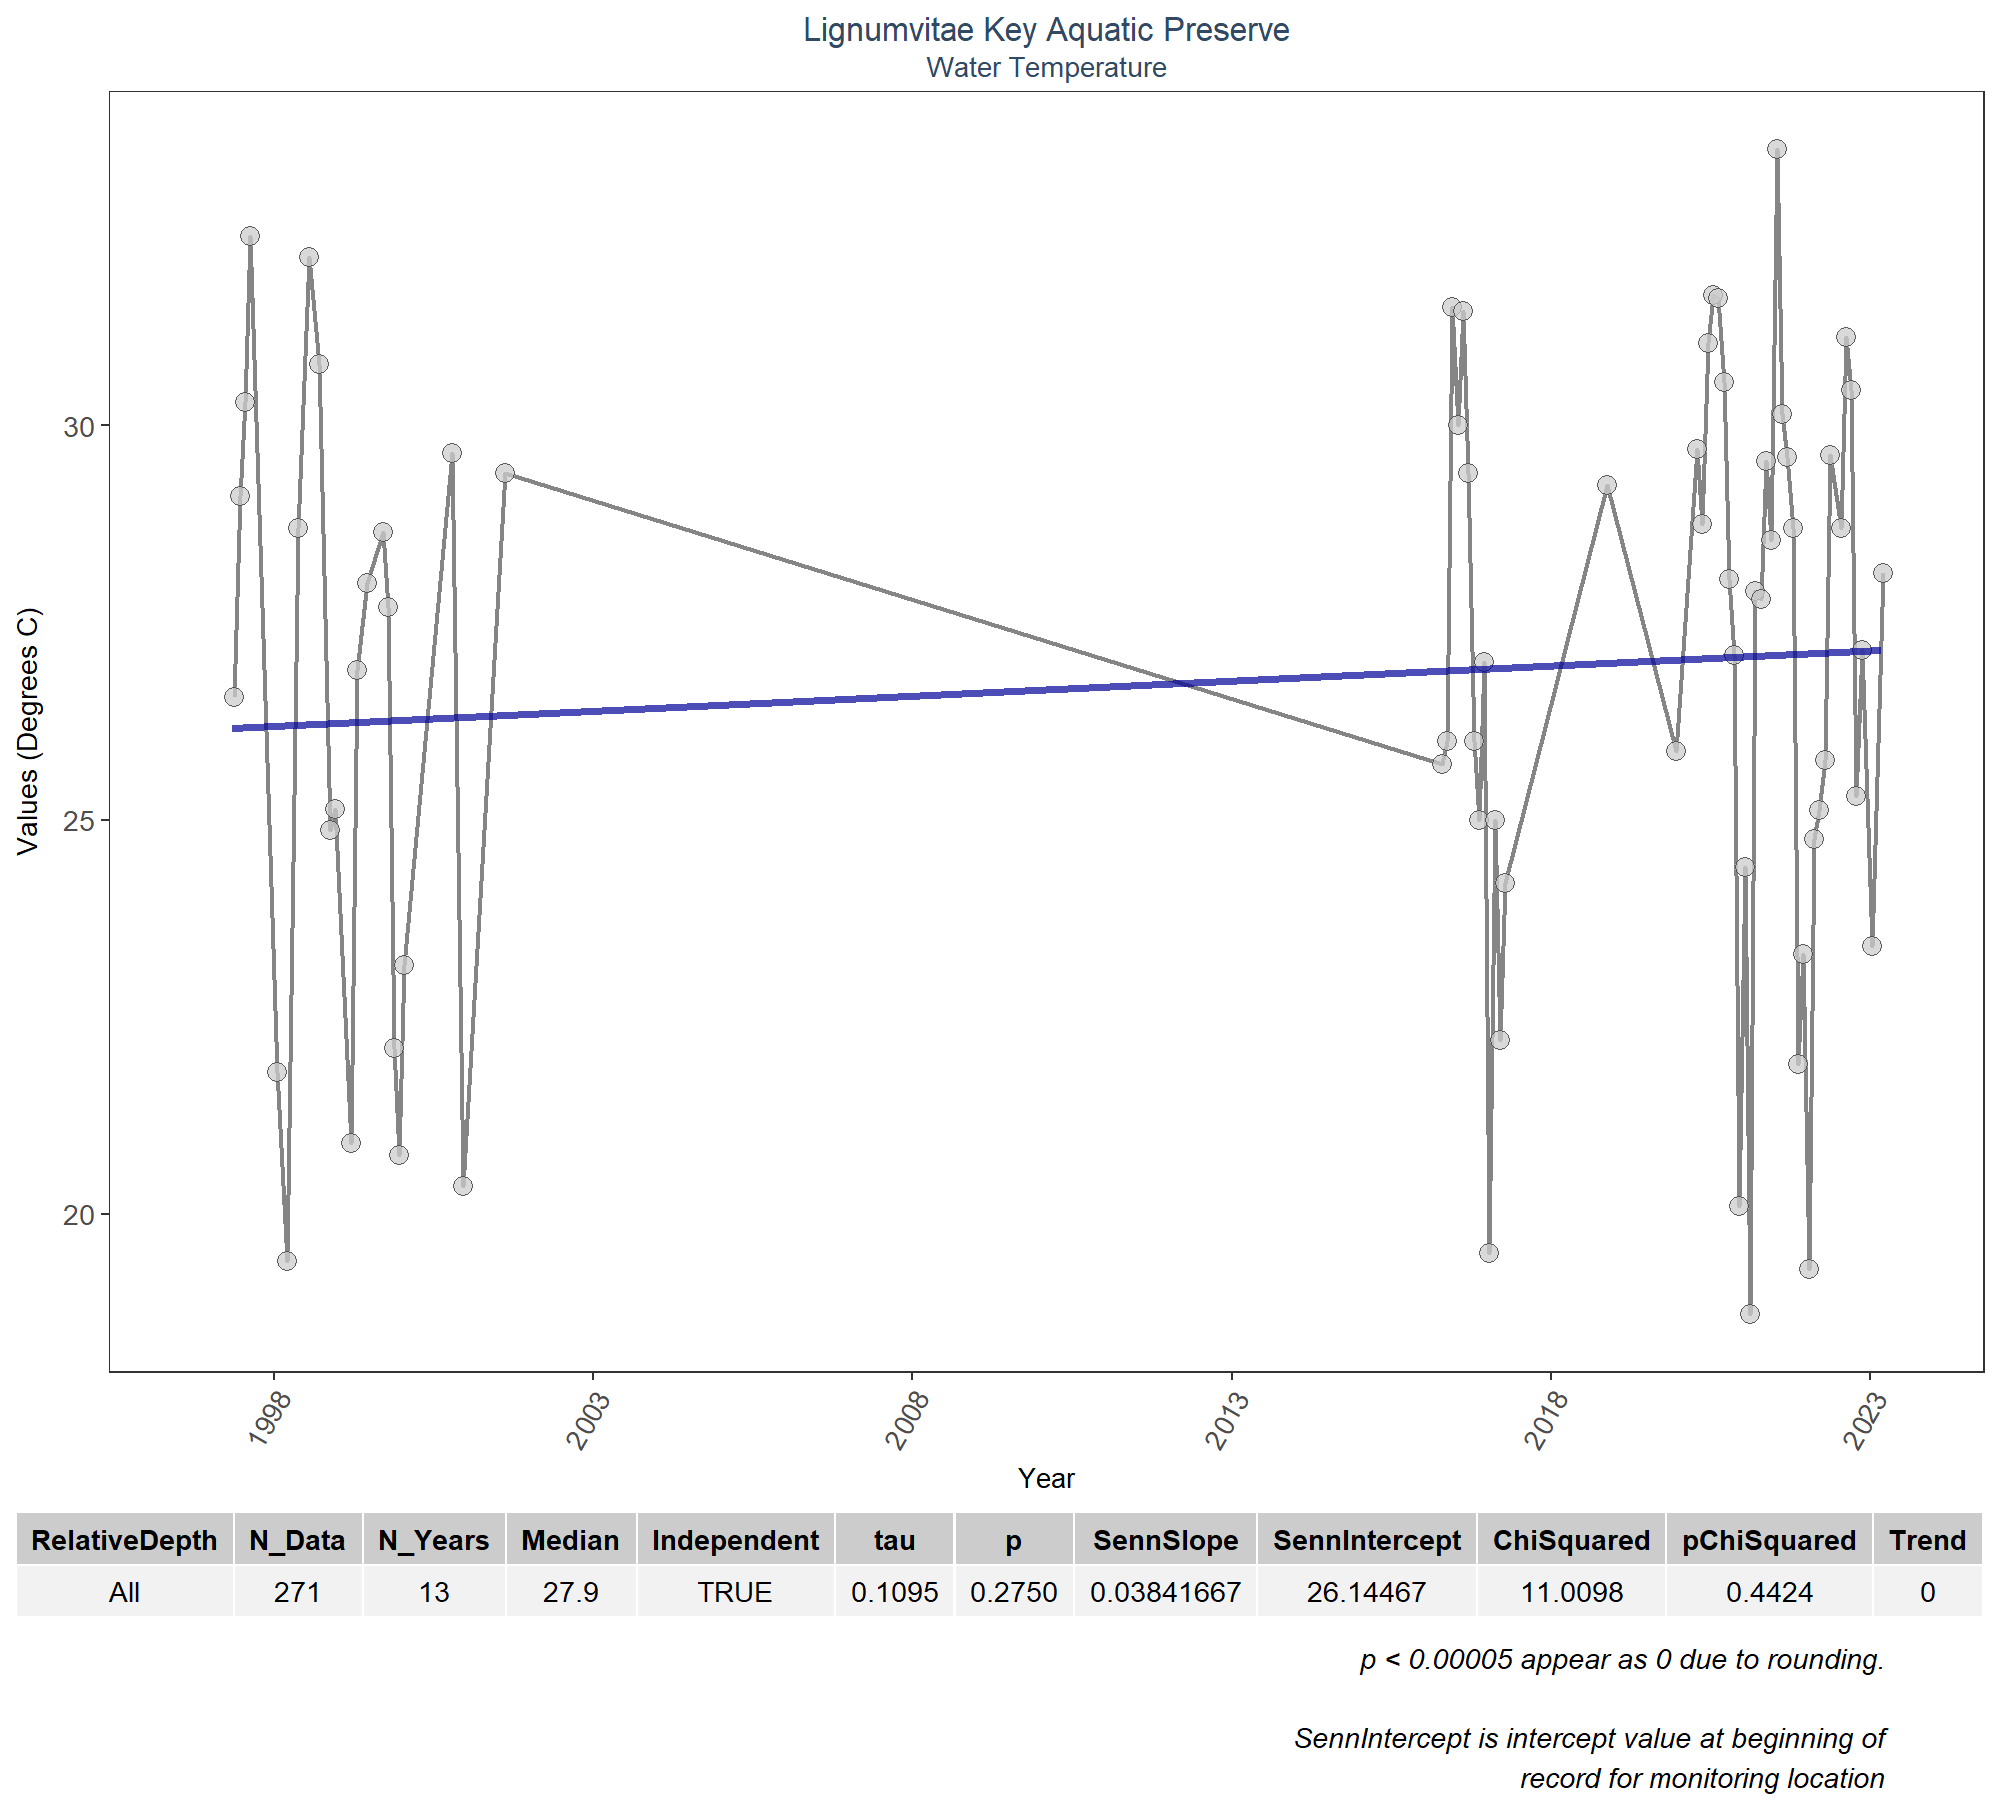 Lignumvitae Key Aquatic Preserve
Water Temperature
Values (Degrees C)
30
25
20
1998
2003
2008
2013
2018
2023
Year
RelativeDepth N_Data N_Years Median Independent tau p SennSlope SennIntercept ChiSquared pChiSquared Trend
All 271 13 27.9 TRUE 0.1095 0.2750 0.03841667 26.14467 11.0098 0.4424 0
p < 0.00005 appear as 0 due to rounding.
SennIntercept is intercept value at beginning of
record for monitoring location